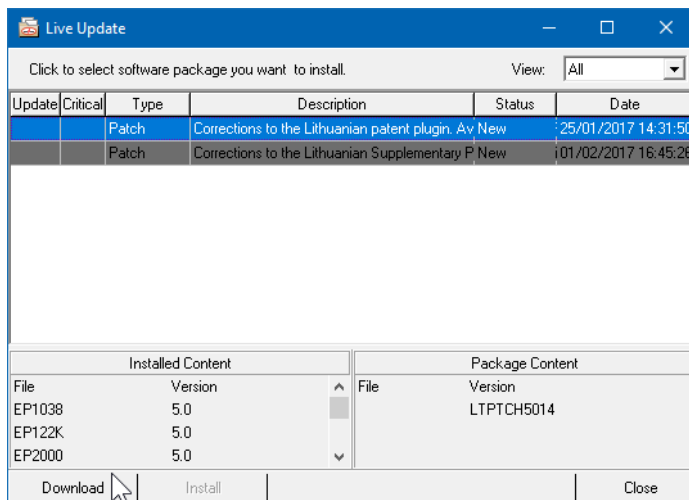 Live Update
Click to select software package you want to install. View: All
Update Critical Type Description Status Date
Patch Corrections to the Lithuanian patent plugin. Av New 25/01/2017 14:31:50
Patch Corrections to the Lithuanian Supplementary P New 01/02/2017 16:45:26
Installed Content Package Content
File Version File Version
EP1038 5.0 LTPTCH5014
EP122K 5.0
EP2000 5.0
Download Install Close